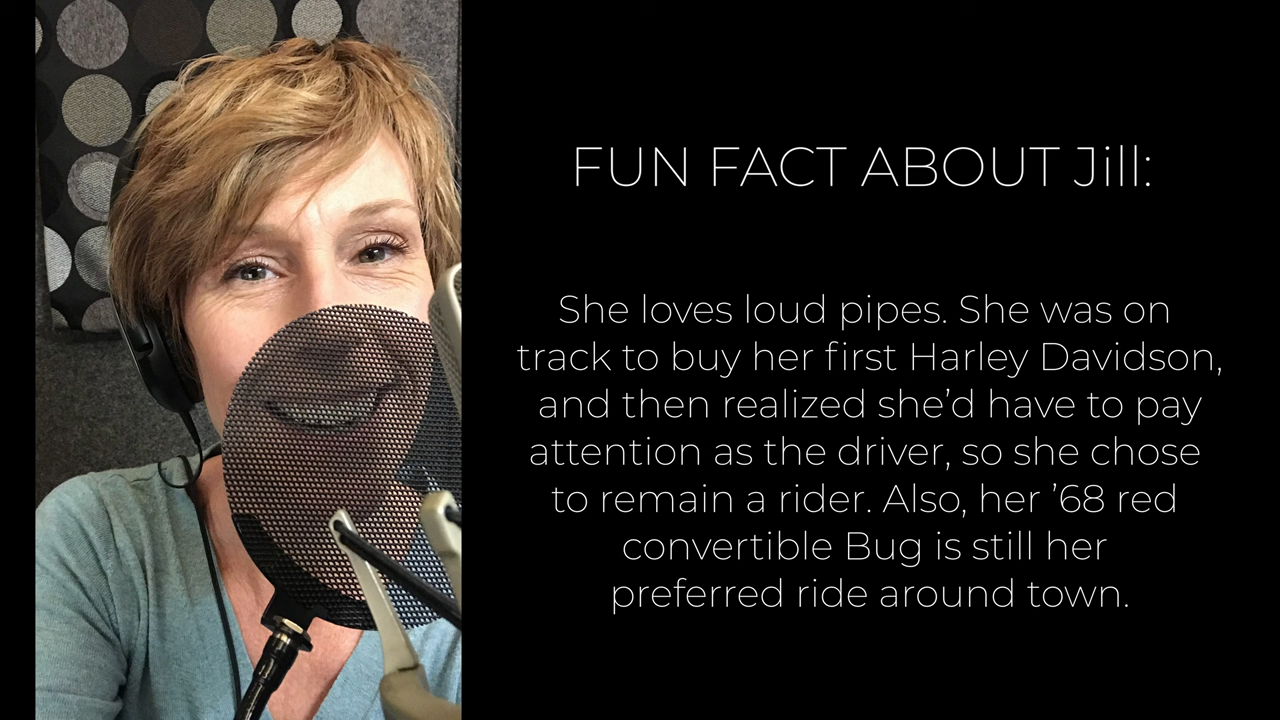 FUN FACT ABOUT Jill:
She loves loud pipes. She was on
track to buy her first Harley Davidson,
and then realized she’d have to pay
attention as the driver, so she chose
to remain a rider. Also, her ’68 red
convertible Bug is still her
preferred ride around town.